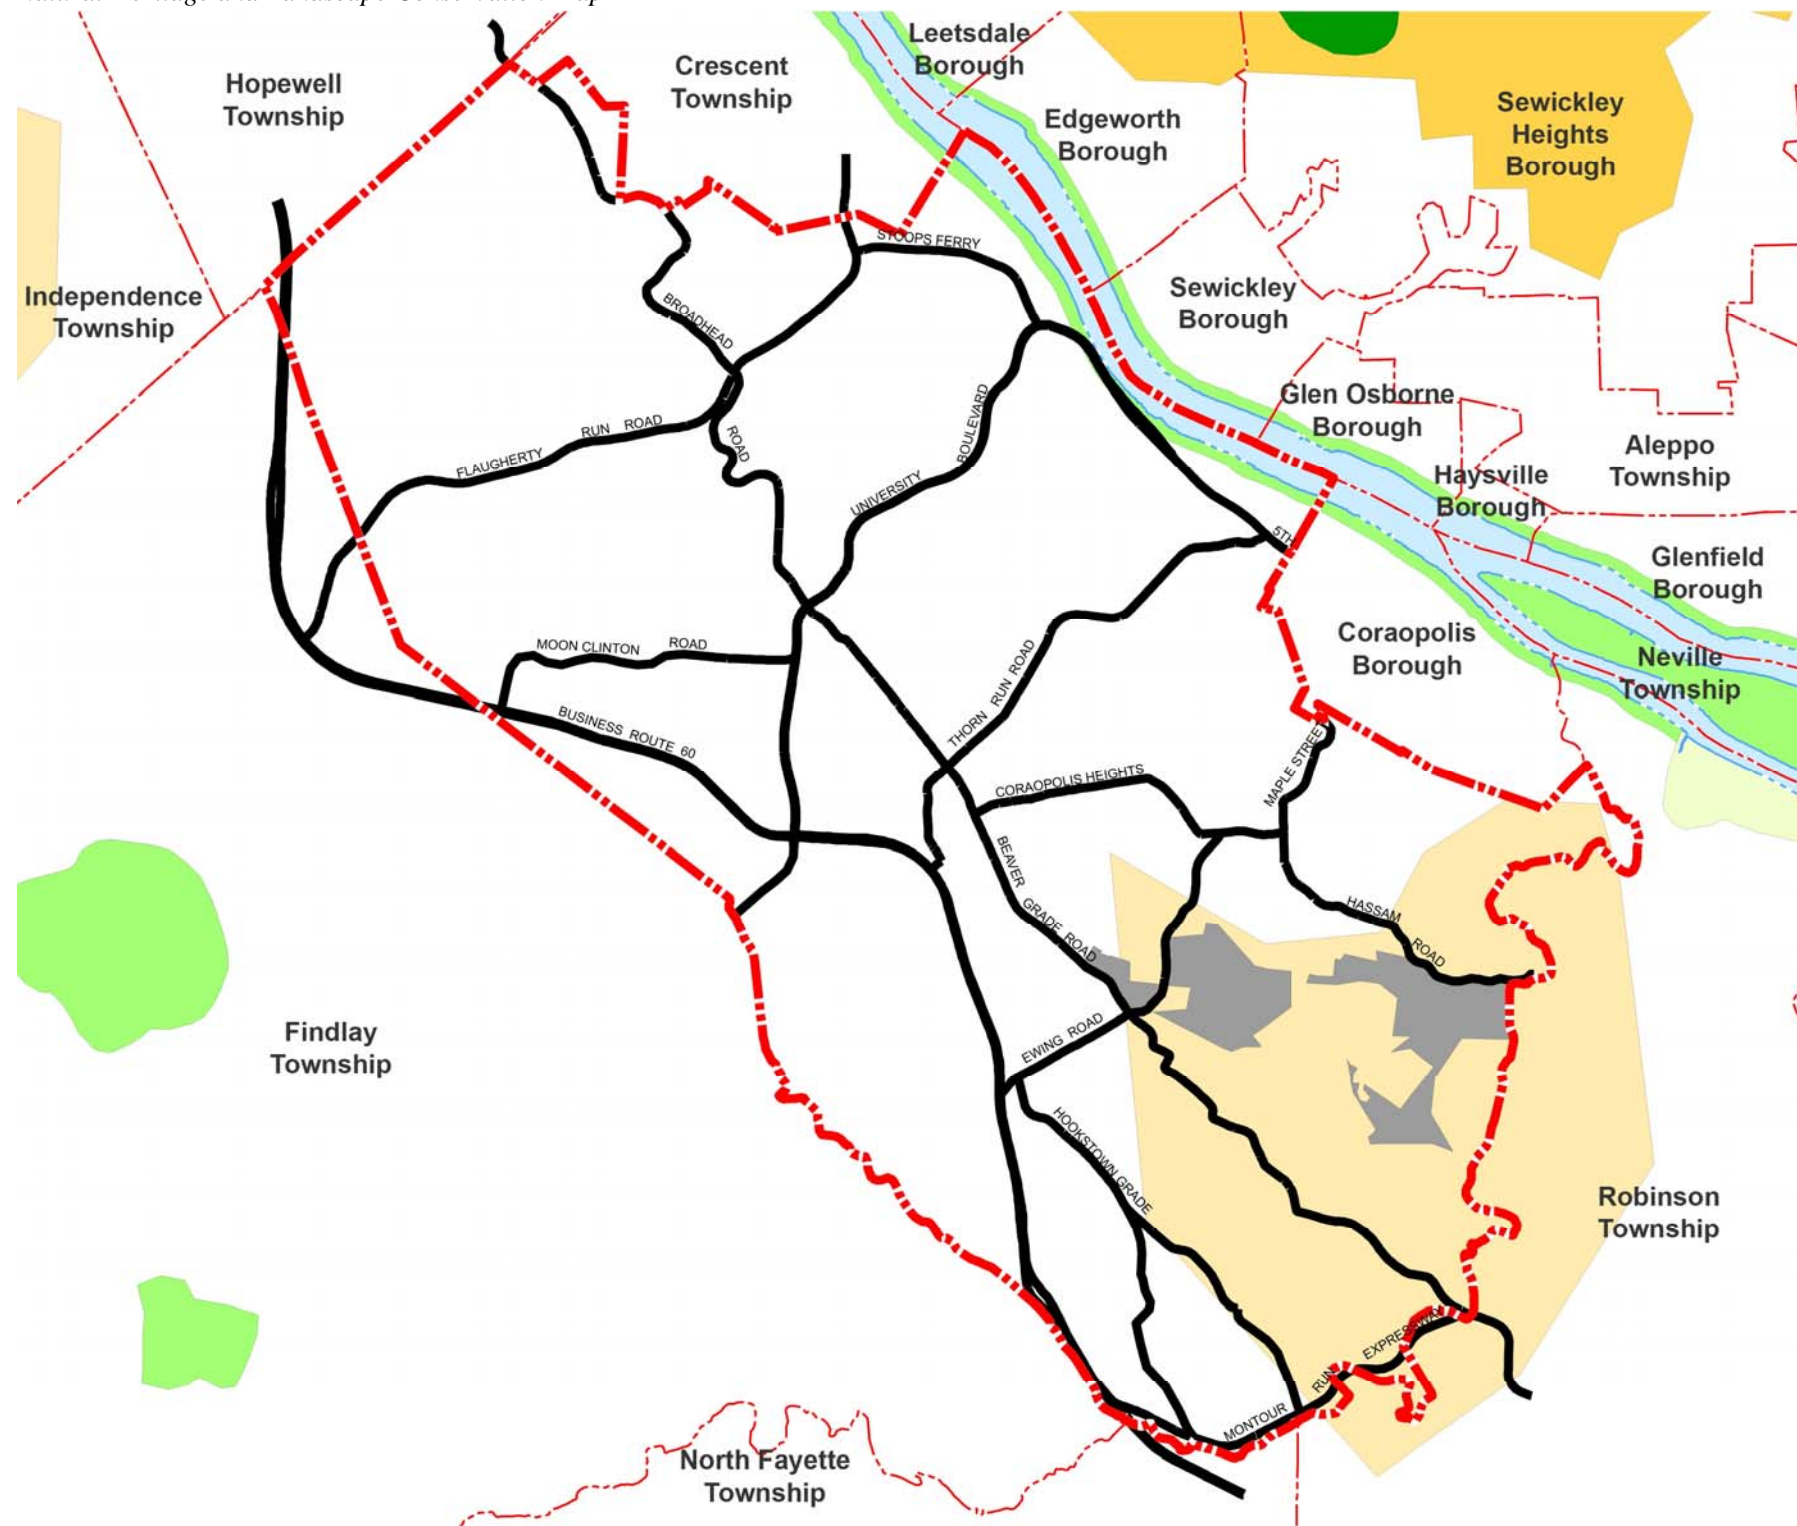 Leetsdale
Borough
Hopewell
Township
Crescent
Township
Edgeworth
Borough
Sewickley
Heights
Borough
STOOPS FERRY
Independence
Township
Sewickley
Borough
BROADHEAD
ROAD
Glen Osborne
Borough
BOULEVARD
UNIVERSITY
FLAUGHERTY
RUN ROAD
Aleppo
Township
Haysville
Borough
5TH
Glenfield
Borough
Coraopolis
Borough
Neville
Township
MOON CLINTON ROAD
THORN RUN ROAD
BUSINESS ROUTE 60
CORAOPOLIS HEIGHTS
MAPLE STREET
BEAVER
GRADE ROAD
HASSAM
ROAD
Findlay
Township
EWING ROAD
HOOKSTOWN GRADE
Robinson
Township
EXPRESSWAY
RUN
MONTOUR
North Fayette
Township